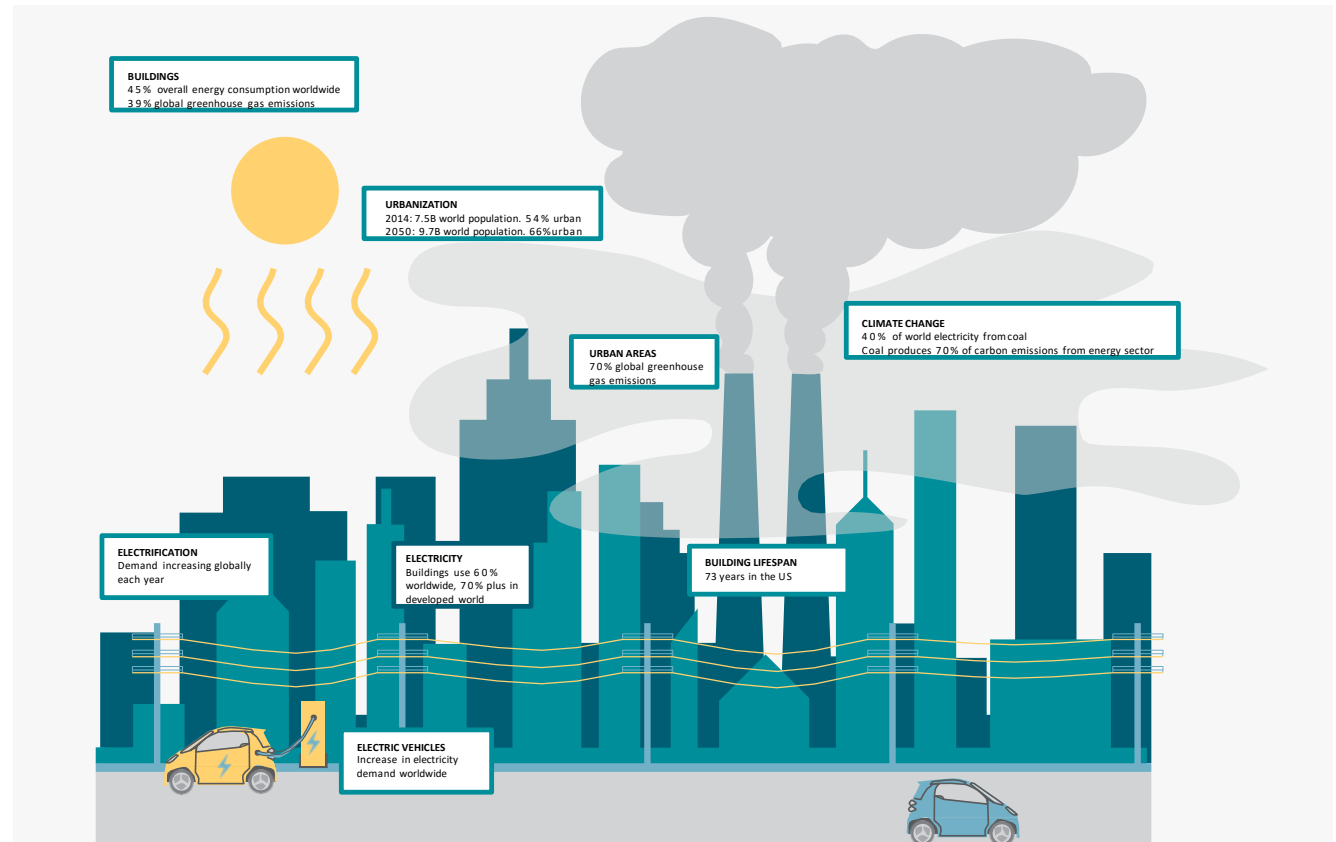 BUILDINGS
45% overall energy consumption worldwide
39% global greenhouse gas emissions
URBANIZATION
2014: 7.5B world population. 54% urban
2050: 9.7B world population. 66%urban
CLIMATE CHANGE
40% of world electricity fromcoal
Coal produces 70% of carbon emissions from energy sector
URBAN AREAS
70% global greenhouse
gas emissions
ELECTRIFICATION
Demand increasing globally
each year
ELECTRICITY
Buildings use 60%
worldwide, 70% plus in
developed world
BUILDING LIFESPAN
73 years in the US
ELECTRIC VEHICLES
Increase in electricity
demand worldwide